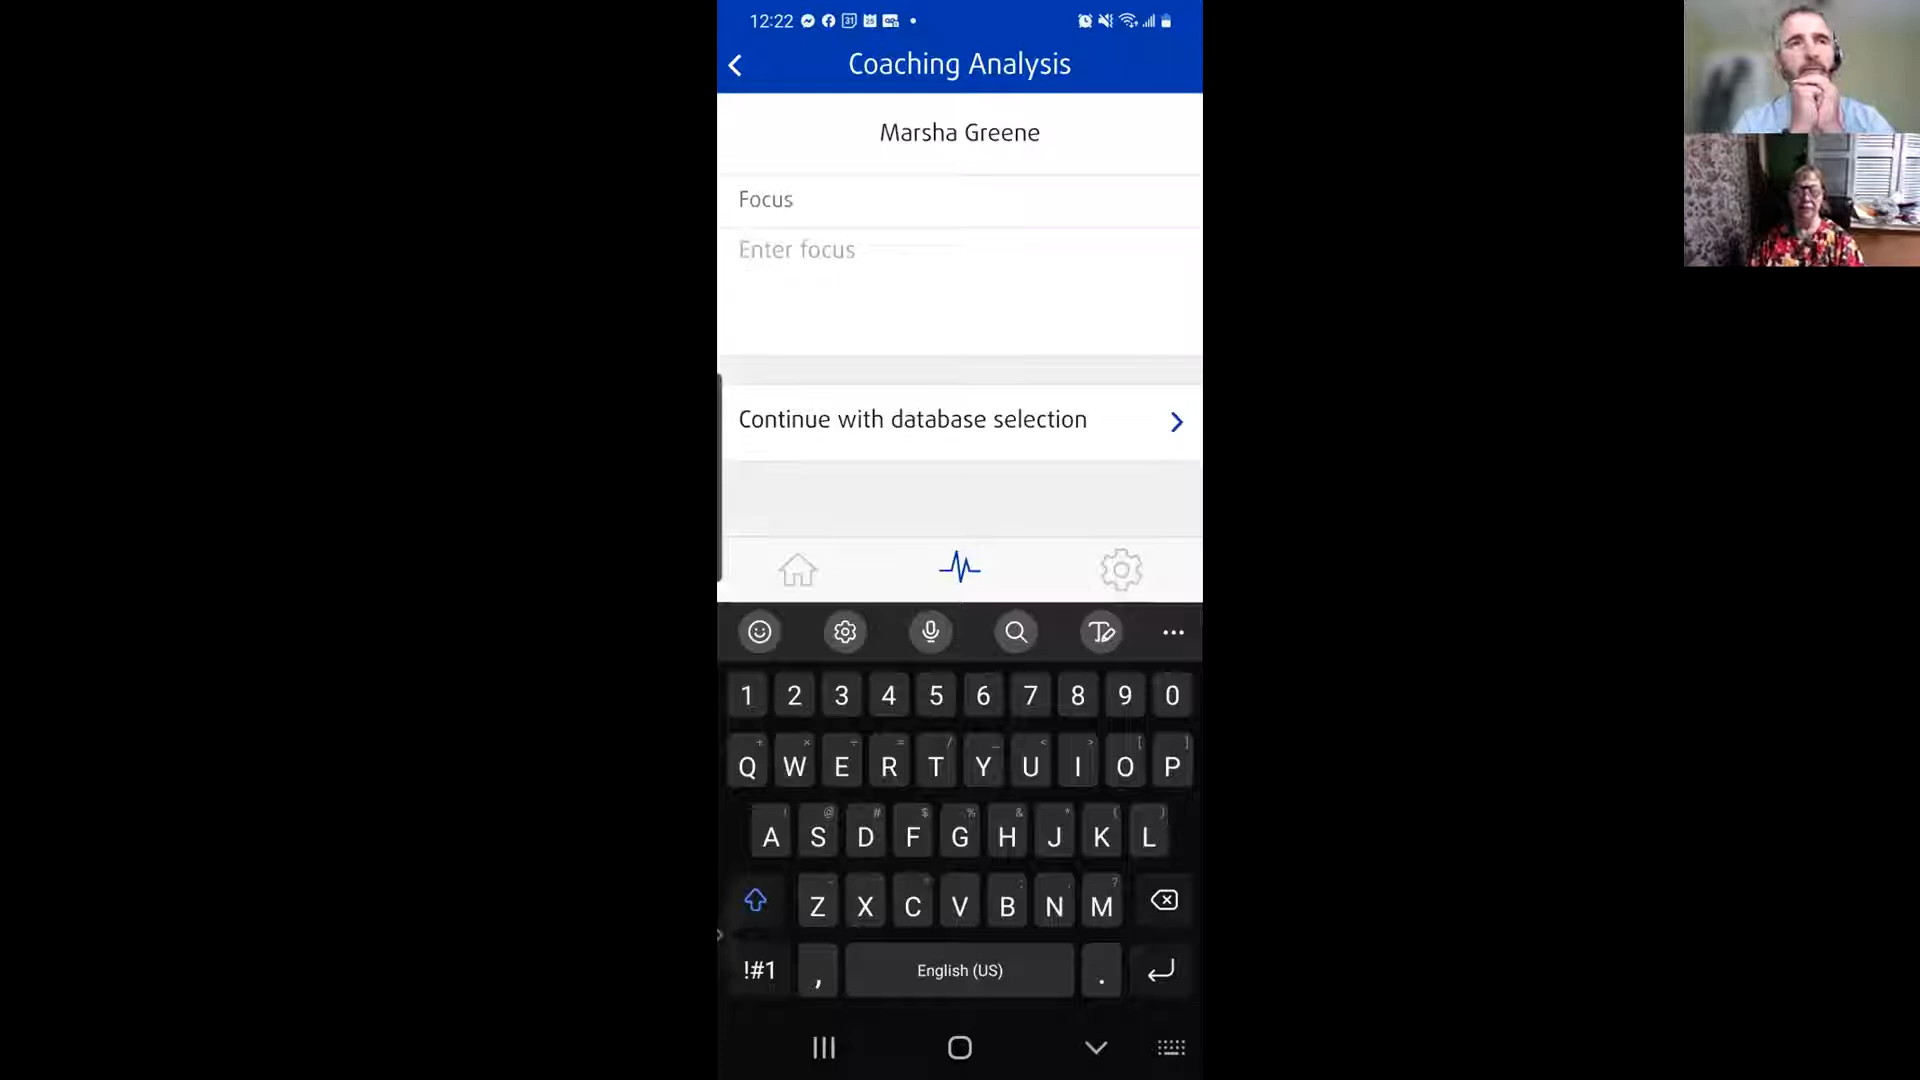 12:22
Coaching Analysis
Marsha Greene
Focus
Enter focus
Continue with database selection
1 2 3 4 5 6 7 8 9 0
+ × ÷ = / _ < > [ ]
Q W E R T Y U I O P
! @ # $ % & * ( )
A S D F G H J K L
Z X C V B N M
!#1 , English (US) .